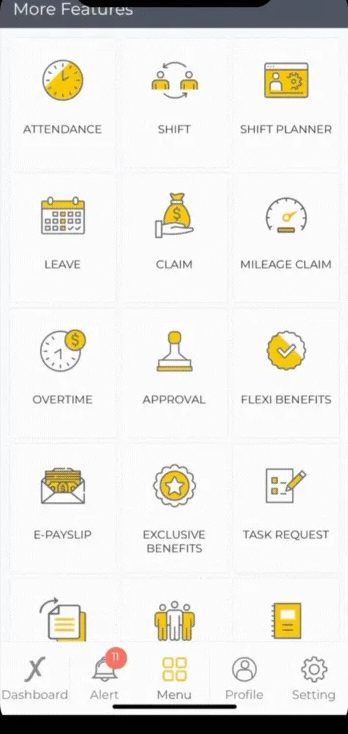 More Features
ATTENDANCE
SHIFT
SHIFT PLANNER
LEAVE
CLAIM
MILEAGE CLAIM
OVERTIME
APPROVAL
FLEXI BENEFITS
E-PAYSLIP
EXCLUSIVE
BENEFITS
TASK REQUEST
11
Dashboard
Alert
Menu
Profile
Setting